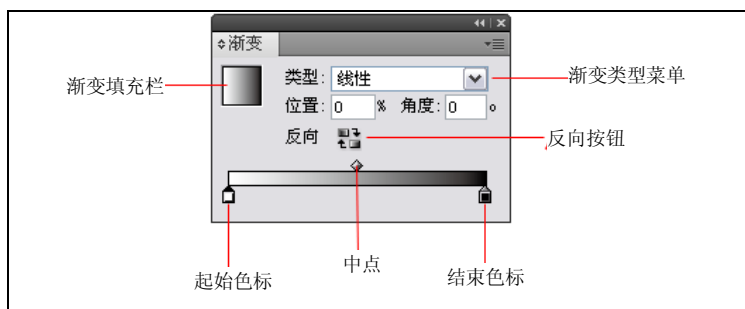 渐变
渐变填充栏
类型: 线性
渐变类型菜单
位置: 0 % 角度: 0 °
反向
反向按钮
中点
起始色标
结束色标